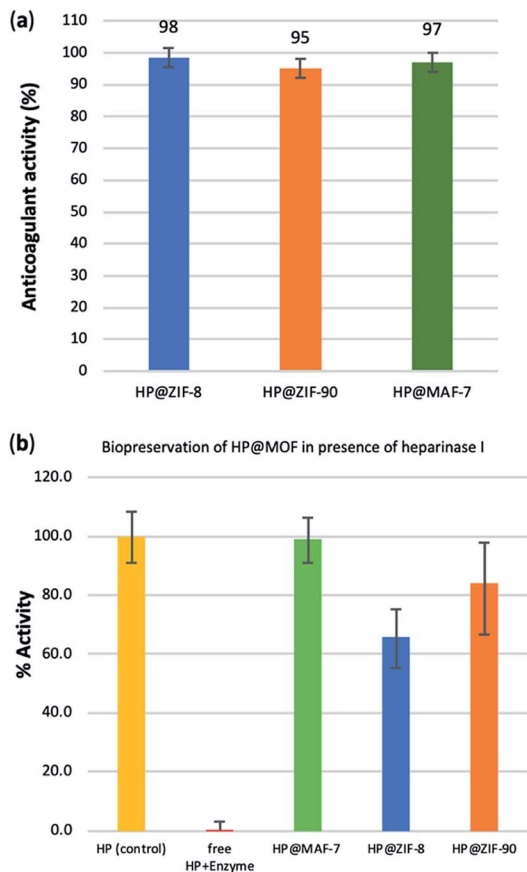 (a)
Anticoagulant activity (%)
110
100
90
80
70
60
50
40
30
20
10
0
98
95
97
HP@ZIF-8
HP@ZIF-90
HP@MAF-7
(b)
Biopreservation of HP@MOF in presence of heparinase I
% Activity
120.0
100.0
80.0
60.0
40.0
20.0
0.0
HP (control)
free
HP+Enzyme
HP@MAF-7
HP@ZIF-8
HP@ZIF-90